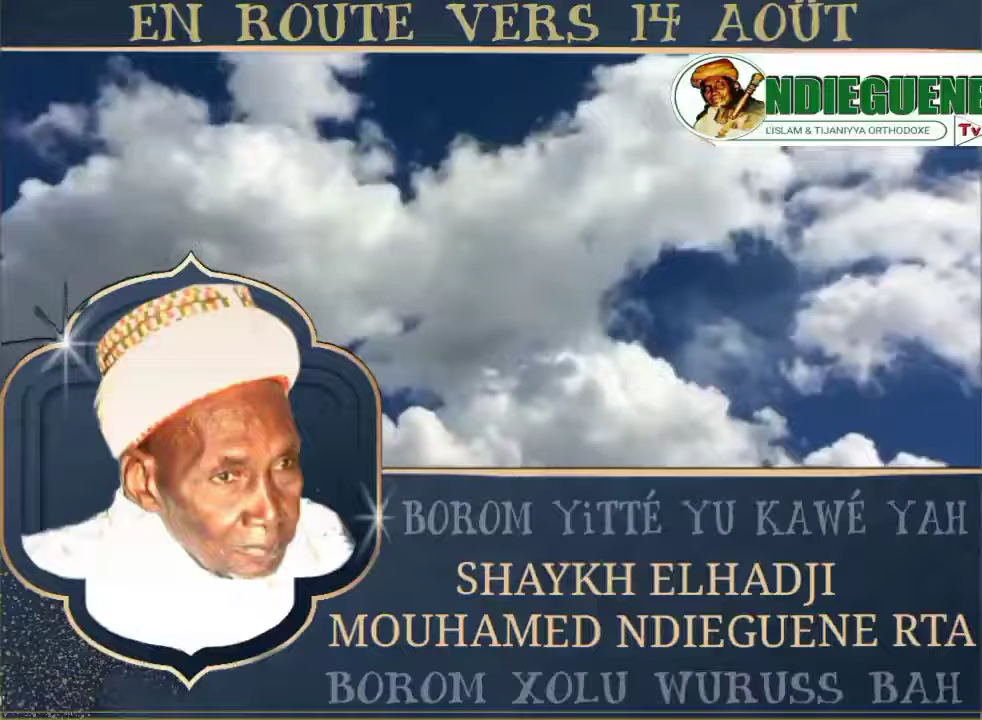 EN ROUTE VERS 14 AOÜT
NDIEGUENE
L'ISLAM & TIJANIYYA ORTHODOXE
Tv
BOROM YiTTÉ YU KAWÉ YAH
SHAYKH ELHADJI
MOUHAMED NDIEGUENE RTA
BOROM XOLU WURUSS BAH